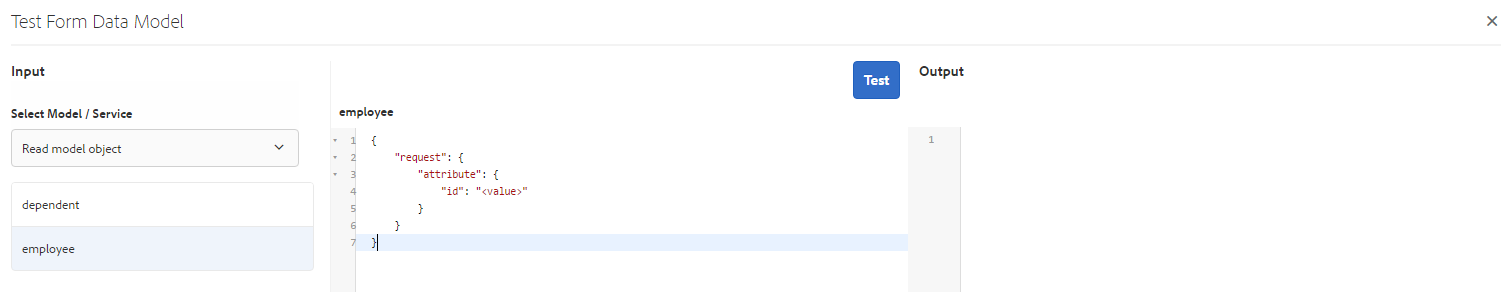 Test Form Data Model
×
Input
Select Model / Service
Read model object
dependent
employee
Test
employee
1 {
2 "request": {
3 "attribute": {
4 "id": "<value>"
5 }
6 }
7 }
Output
1